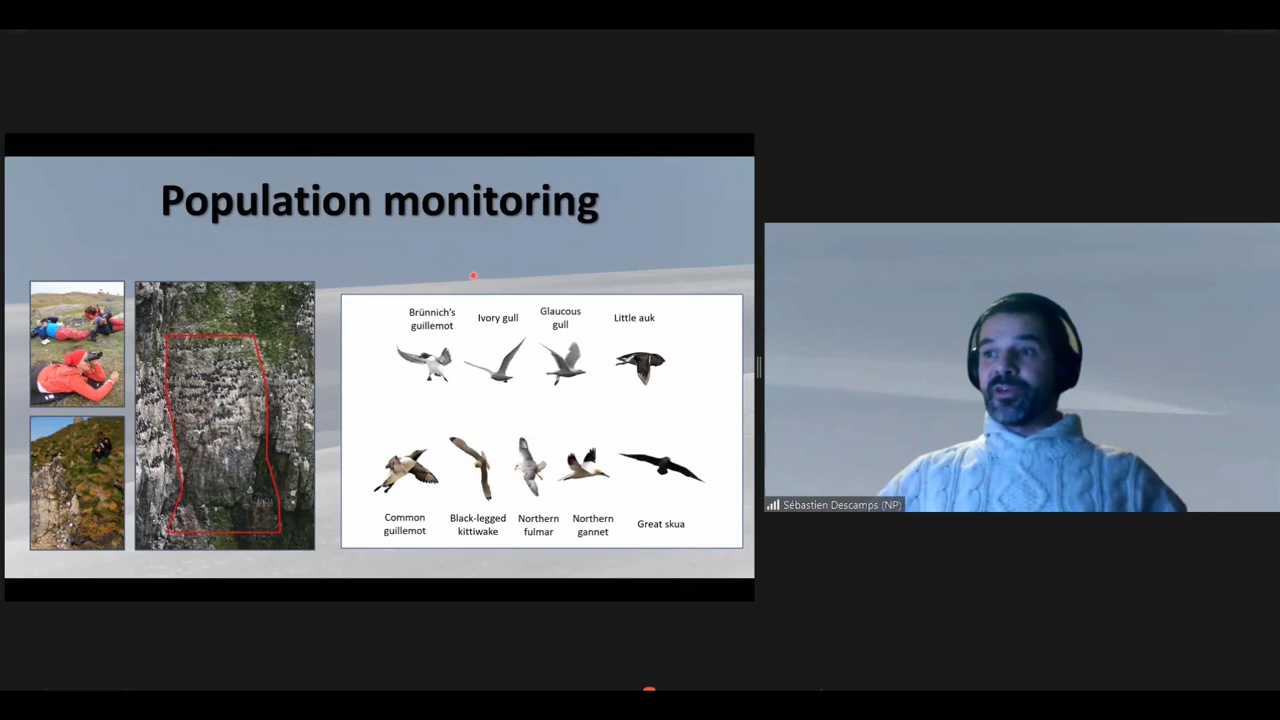 Population monitoring
Brünnich's
guillemot
Ivory gull
Glaucous
gull
Little auk
Common
guillemot
Black-legged
kittiwake
Northern
fulmar
Northern
gannet
Great skua
Sébastien Descamps (NP)